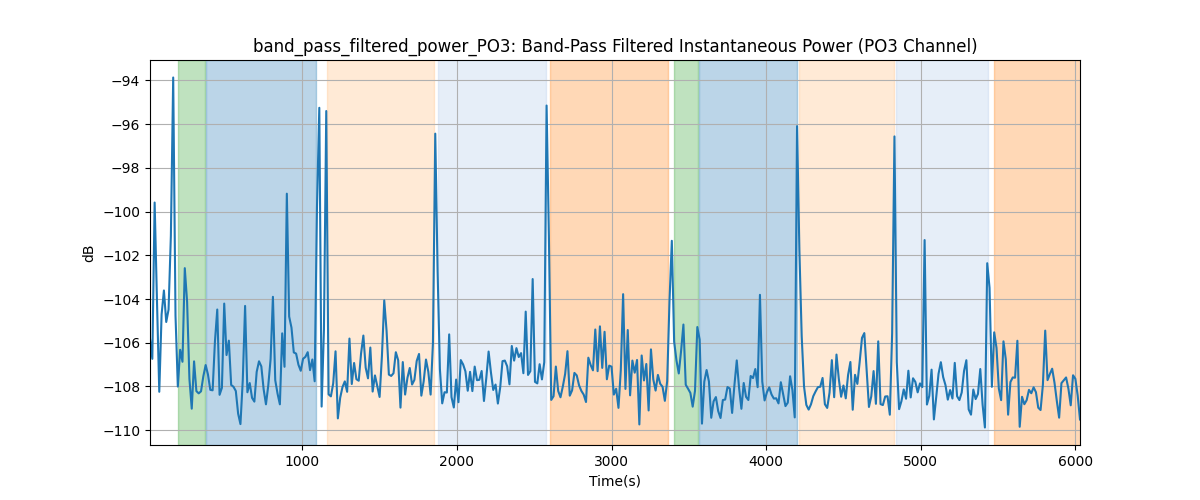 band_pass_filtered_power_PO3: Band-Pass Filtered Instantaneous Power (PO3 Channel)
−94
−96
−98
−100
−102
−104
−106
−108
−110
dB
1000 2000 3000 4000 5000 6000
Time(s)